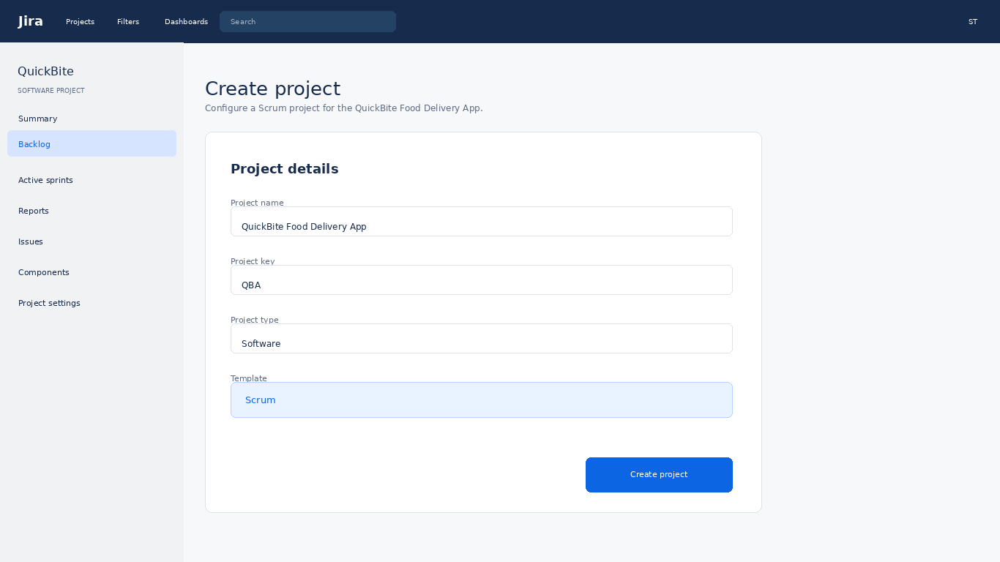 Jira
Projects
Filters
Dashboards
Search
ST
QuickBite
SOFTWARE PROJECT
Summary
Backlog
Active sprints
Reports
Issues
Components
Project settings
Create project
Configure a Scrum project for the QuickBite Food Delivery App.
Project details
Project name
QuickBite Food Delivery App
Project key
QBA
Project type
Software
Template
Scrum
Create project